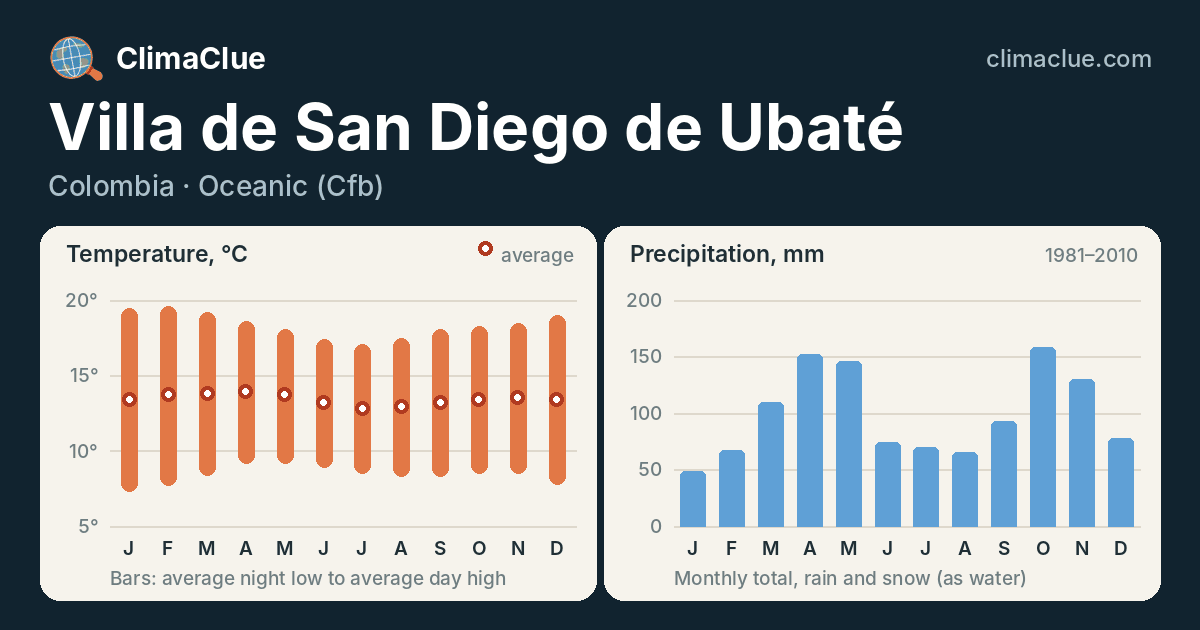 ClimaClue
climaclue.com
Villa de San Diego de Ubaté
Colombia · Oceanic (Cfb)
Temperature, °C
average
20°
15°
10°
5°
J F M A M J J A S O N D
Bars: average night low to average day high
Precipitation, mm
1981–2010
200
150
100
50
0
J F M A M J J A S O N D
Monthly total, rain and snow (as water)